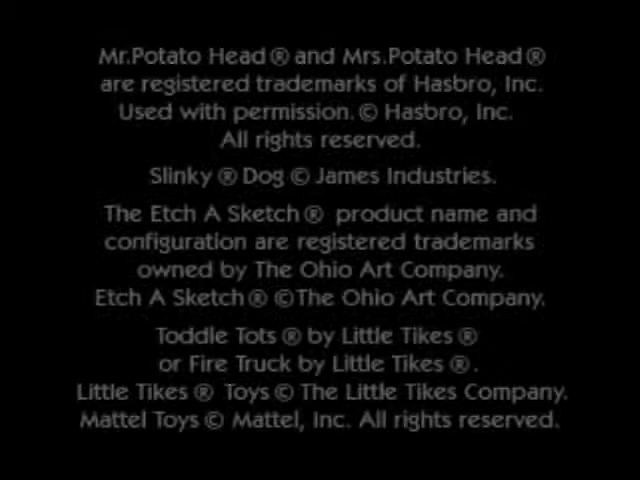 Mr.Potato Head ® and Mrs.Potato Head ®
are registered trademarks of Hasbro, Inc.
Used with permission. © Hasbro, Inc.
All rights reserved.
Slinky ® Dog © James Industries.
The Etch A Sketch ® product name and
configuration are registered trademarks
owned by The Ohio Art Company.
Etch A Sketch ® © The Ohio Art Company.
Toddle Tots ® by Little Tikes ®
or Fire Truck by Little Tikes ®.
Little Tikes ® Toys © The Little Tikes Company.
Mattel Toys © Mattel, Inc. All rights reserved.